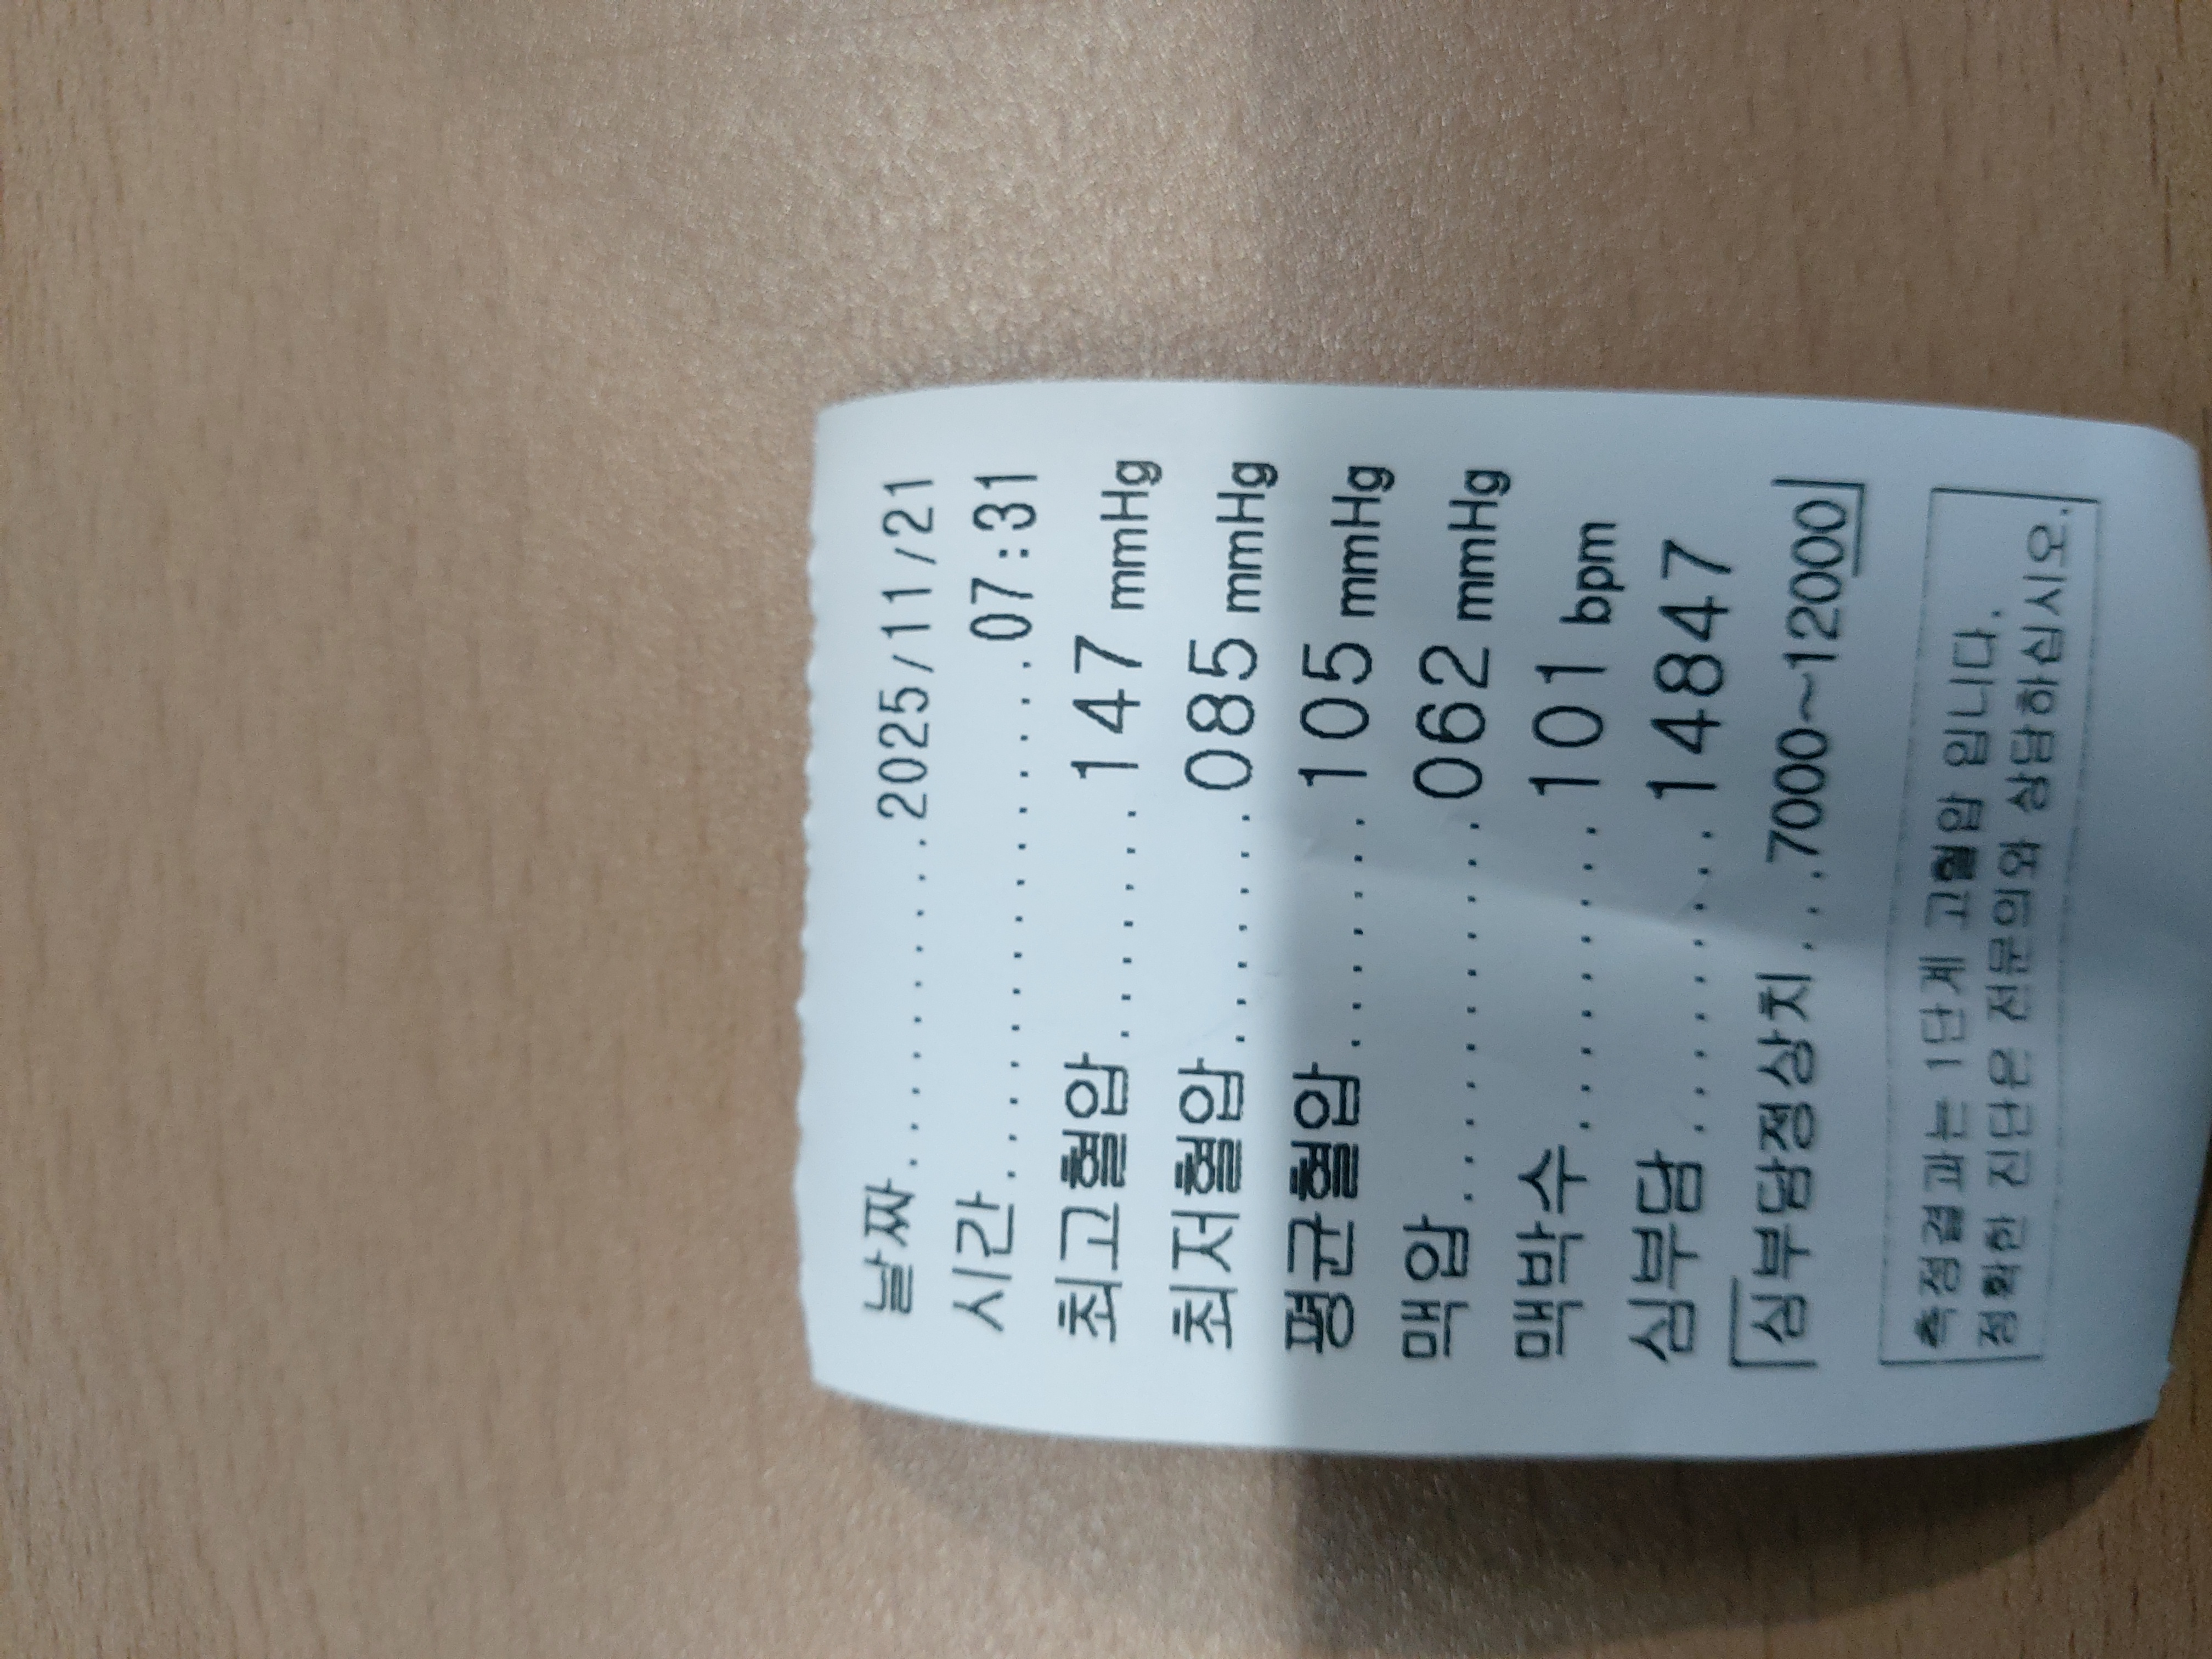 날짜............2025/11/21
시간..................07:31
최고혈압.........147 mmHg
최저혈압.........085 mmHg
평균혈압.........105 mmHg
맥압..............062 mmHg
맥박수............101 bpm
심부담............14847
심부담정상치....7000~12000
측정결과는 1단계 고혈압 입니다.
정확한 진단은 전문의와 상담하십시오.